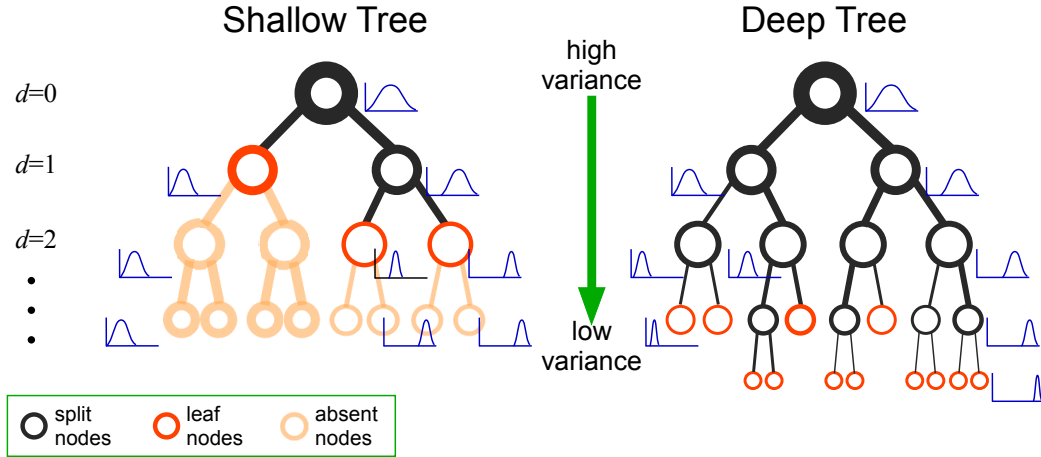 Shallow Tree
Deep Tree
high
variance
d=0
d=1
d=2
low
variance
split
nodes
leaf
nodes
absent
nodes